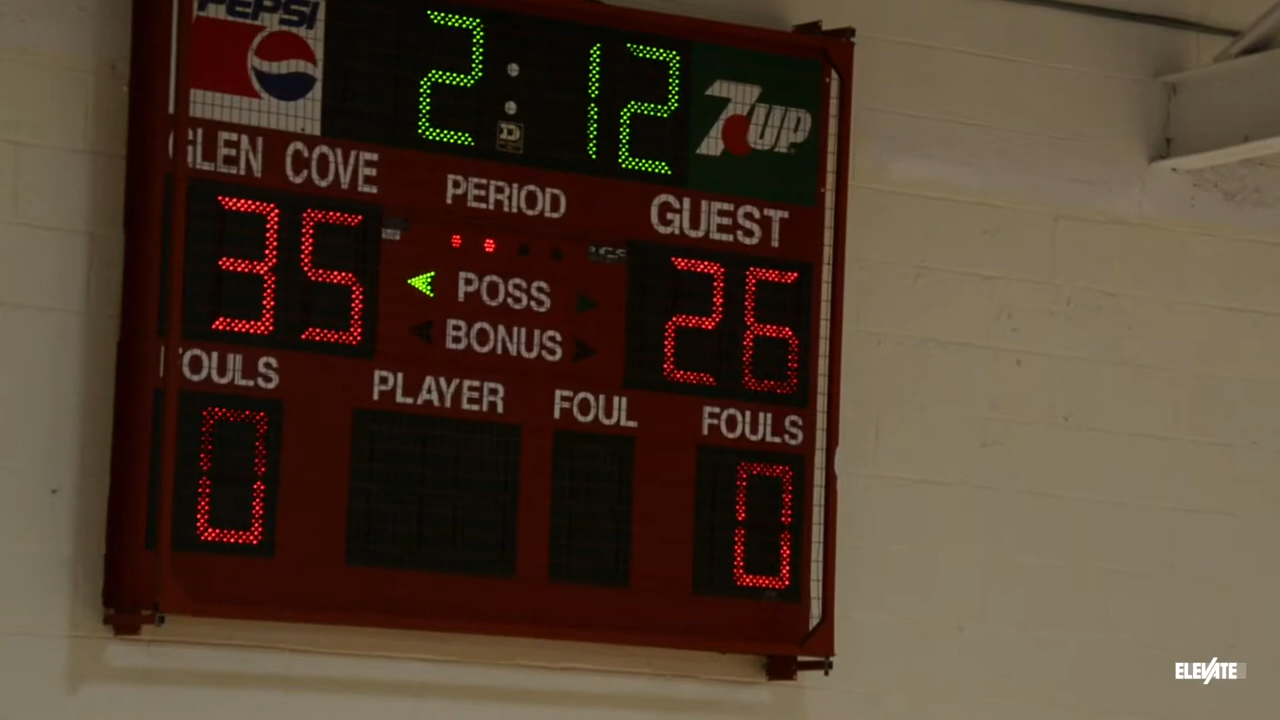 PEPSI
2:12
7UP
GLEN COVE
PERIOD
GUEST
35
26
POSS
BONUS
FOULS
PLAYER
FOUL
FOULS
0
0
ELEVATE